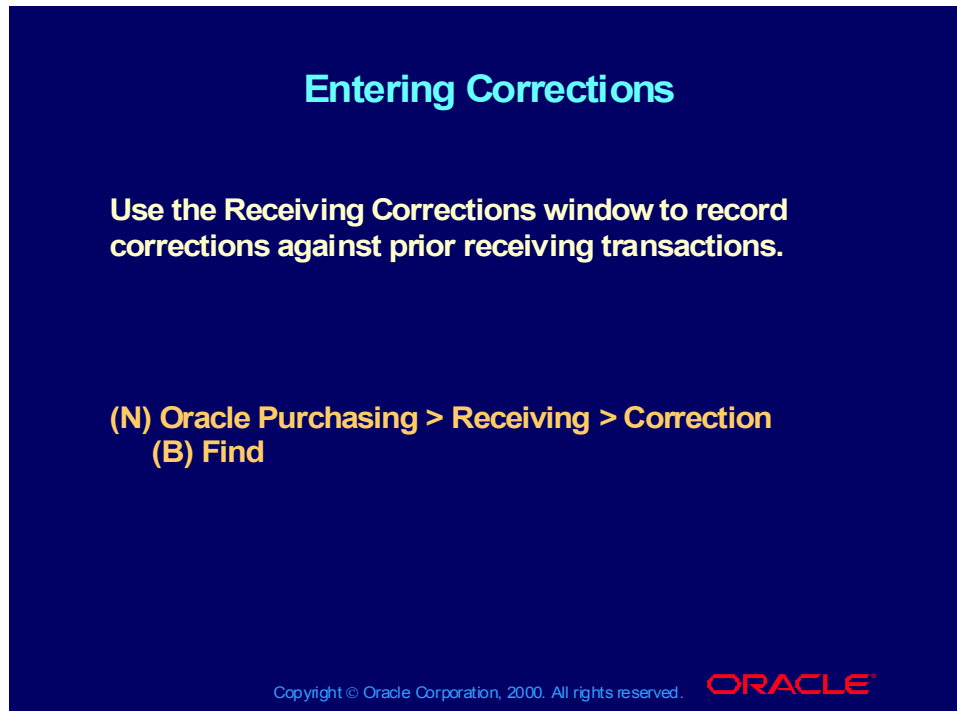 Entering Corrections
Use the Receiving Corrections window to record
corrections against prior receiving transactions.
(N) Oracle Purchasing > Receiving > Correction
(B) Find
Copyright © Oracle Corporation, 2000. All rights reserved.
ORACLE®